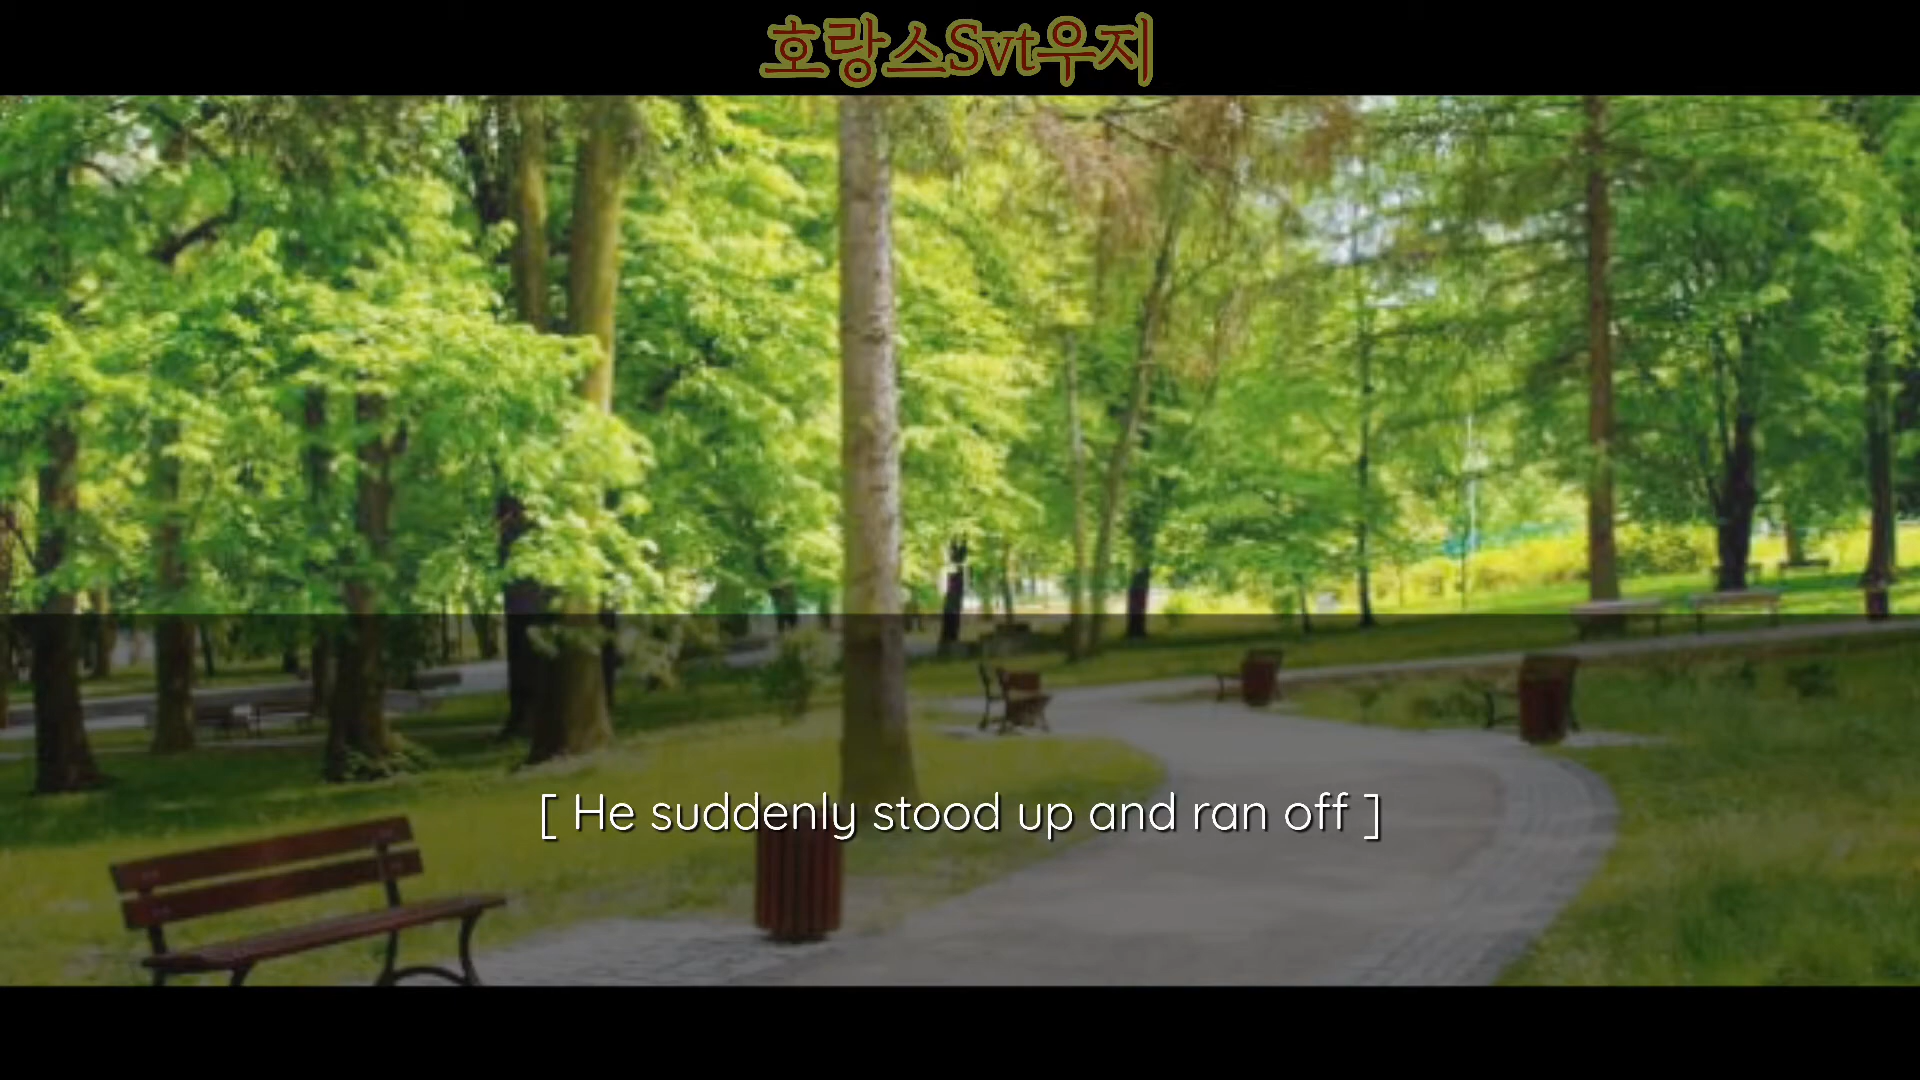 호랑스Svt우지
[ He suddenly stood up and ran off ]